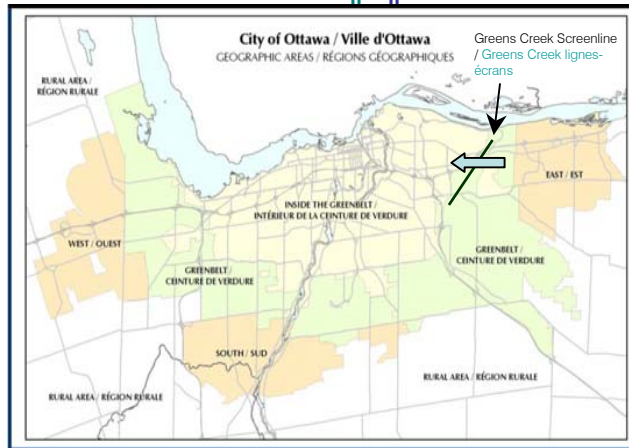 City of Ottawa / Ville d'Ottawa
GEOGRAPHIC AREAS / RÉGIONS GÉOGRAPHIQUES
Greens Creek Screenline
/ Greens Creek lignes-
écrans
RURAL AREA /
RÉGION RURALE
EAST / EST
INSIDE THE GREENBELT /
INTÉRIEUR DE LA CEINTURE DE VERDURE
WEST / OUEST
GREENBELT /
CEINTURE DE VERDURE
GREENBELT /
CEINTURE DE VERDURE
SOUTH / SUD
RURAL AREA / RÉGION RURALE
RURAL AREA / RÉGION RURALE